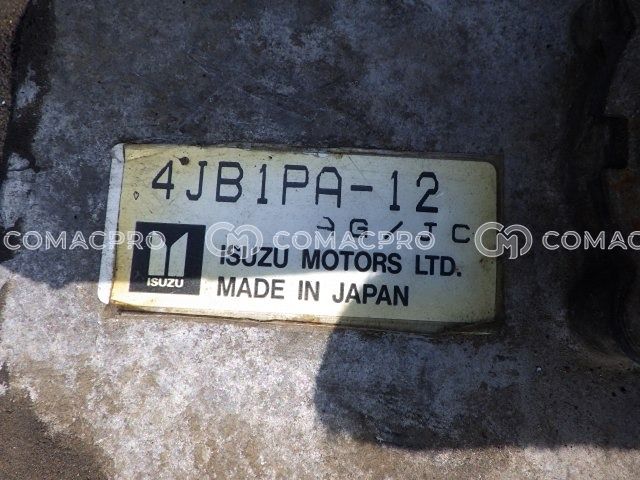 4JB1PA-12
ISUZU MOTORS LTD.
MADE IN JAPAN
ISUZU
COMACPRO
COMACPRO
COMACPRO